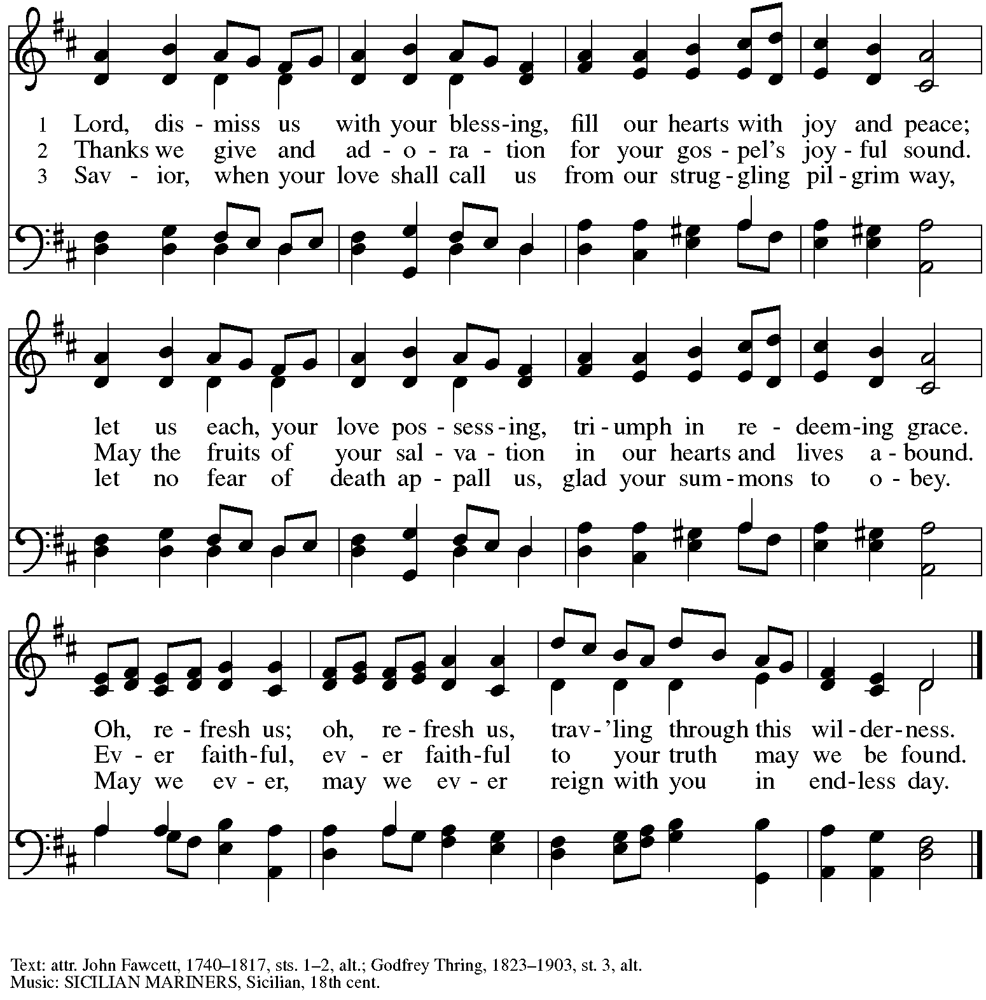 1 Lord, dis - miss us with your bless - ing, fill our hearts with joy and peace;
2 Thanks we give and ad - o - ra - tion for your gos - pel's joy - ful sound.
3 Sav - ior, when your love shall call us from our strug - gling pil - grim way,
let us each, your love pos - sess - ing, tri - umph in re - deem - ing grace.
May the fruits of your sal - va - tion in our hearts and lives a - bound.
let no fear of death ap - pall us, glad your sum - mons to o - bey.
Oh, re - fresh us; oh, re - fresh us, trav - 'ling through this wil - der - ness.
Ev - er faith - ful, ev - er faith - ful to your truth may we be found.
May we ev - er, may we ev - er reign with you in end - less day.
Text: attr. John Fawcett, 1740–1817, sts. 1–2, alt.; Godfrey Thring, 1823–1903, st. 3, alt.
Music: SICILIAN MARINERS, Sicilian, 18th cent.